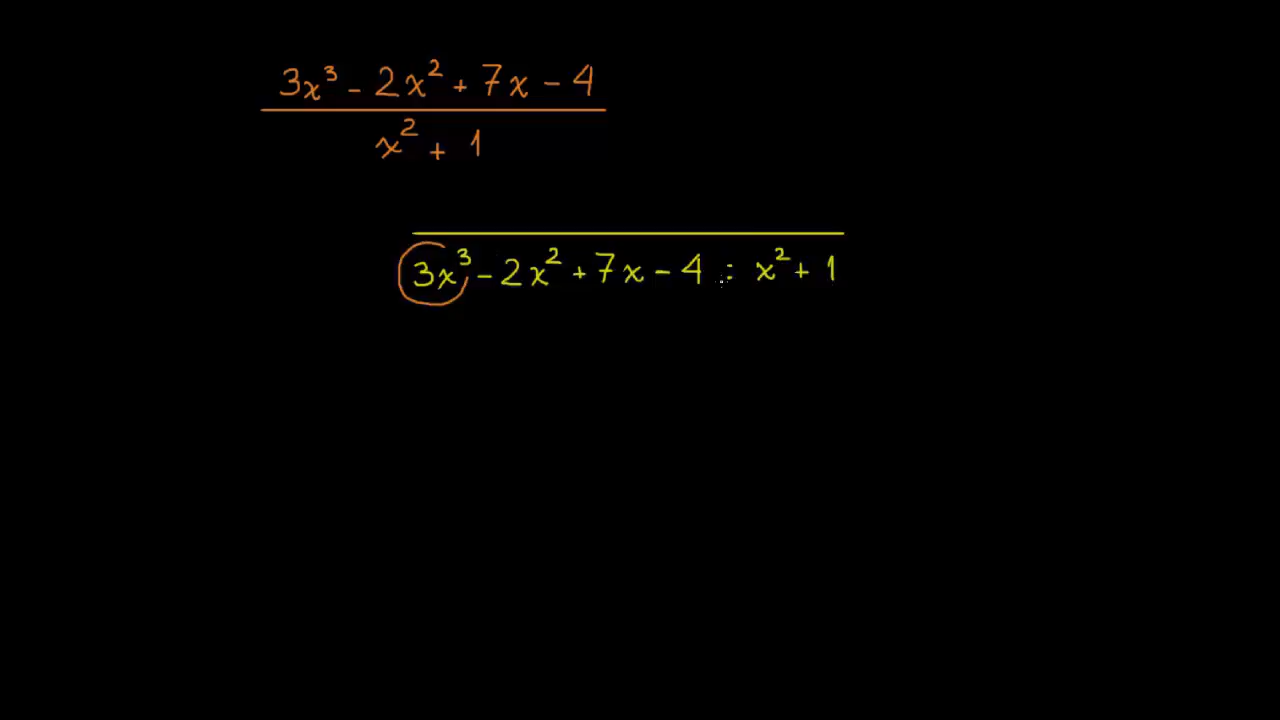 3x³ - 2x² + 7x - 4
x² + 1
3x³ - 2x² + 7x - 4 : x² + 1